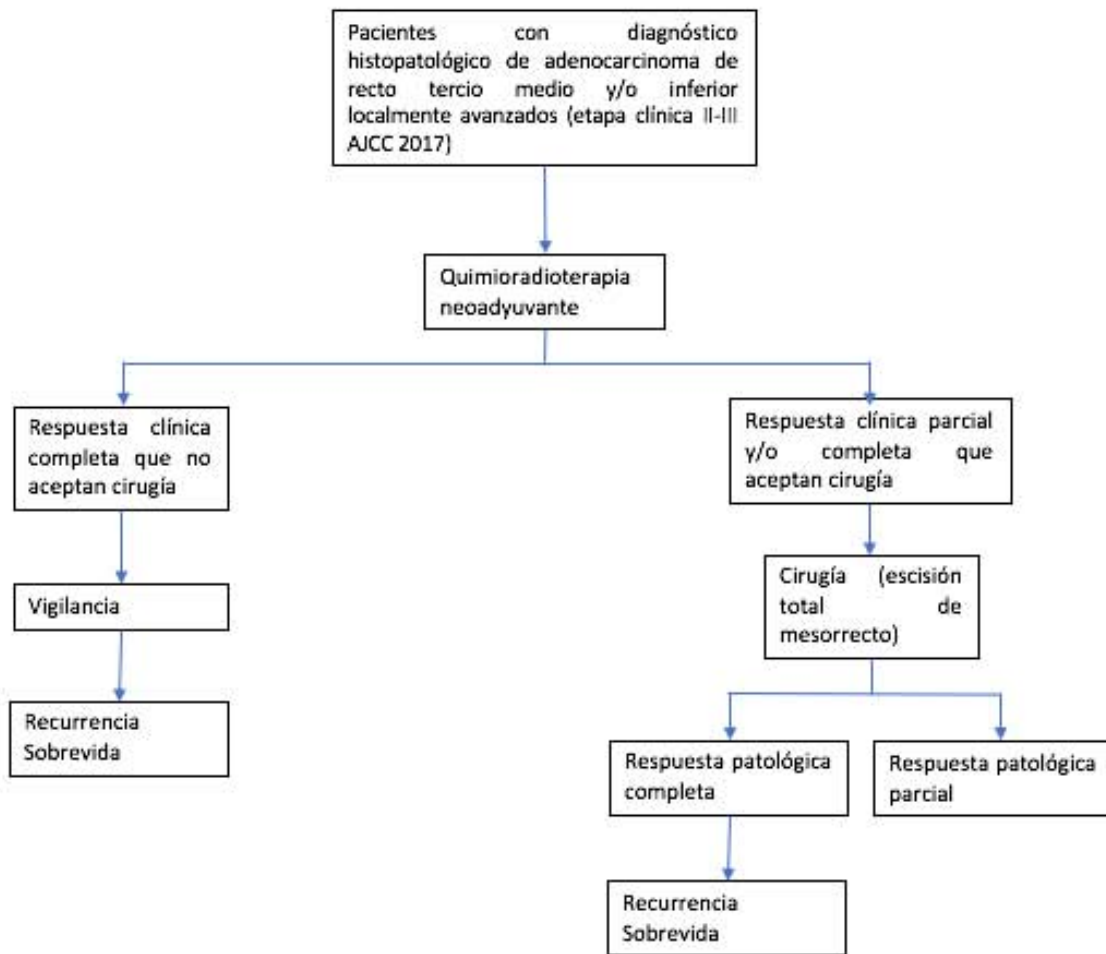 Pacientes con diagnóstico
histopatológico de adenocarcinoma de
recto tercio medio y/o inferior
localmente avanzados (etapa clínica II-III
AJCC 2017)
Quimioradioterapia
neoadyuvante
Respuesta clínica
completa que no
aceptan cirugía
Vigilancia
Recurrencia
Sobrevida
Respuesta clínica parcial
y/o completa que
aceptan cirugía
Cirugía (escisión
total de
mesorrecto)
Respuesta patológica
completa
Respuesta patológica
parcial
Recurrencia
Sobrevida